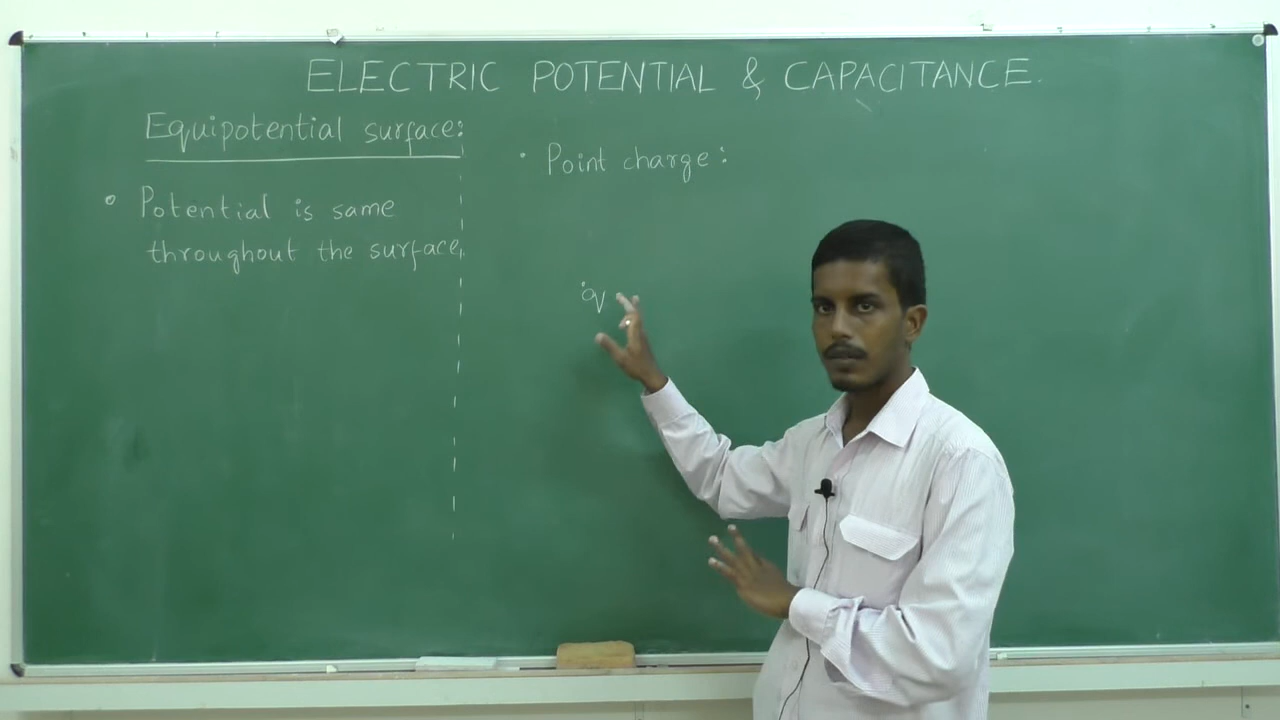 ELECTRIC POTENTIAL & CAPACITANCE.
Equipotential surface:
• Potential is same
throughout the surface,
• Point charge:
q